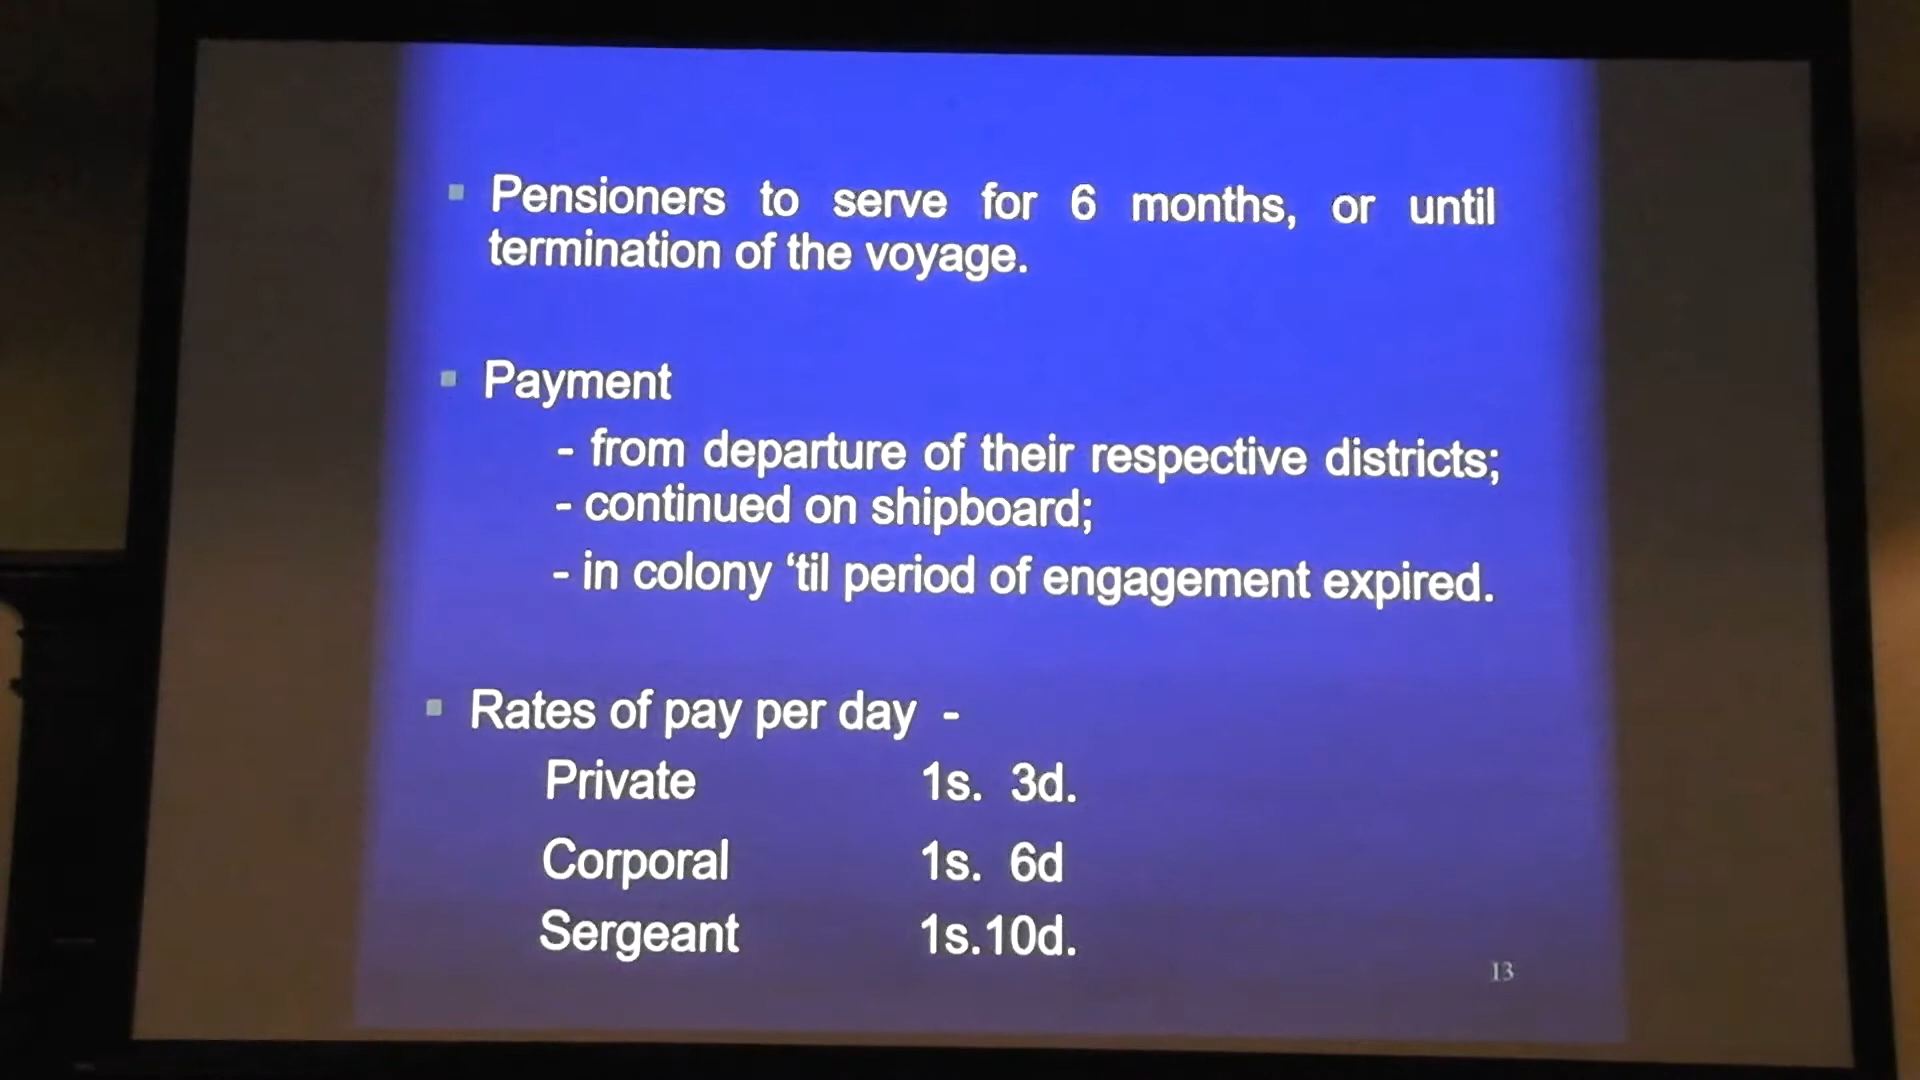 ▪ Pensioners to serve for 6 months, or until
termination of the voyage.
▪ Payment
- from departure of their respective districts;
- continued on shipboard;
- in colony ‘til period of engagement expired.
▪ Rates of pay per day -
Private 1s. 3d.
Corporal 1s. 6d
Sergeant 1s.10d.
13